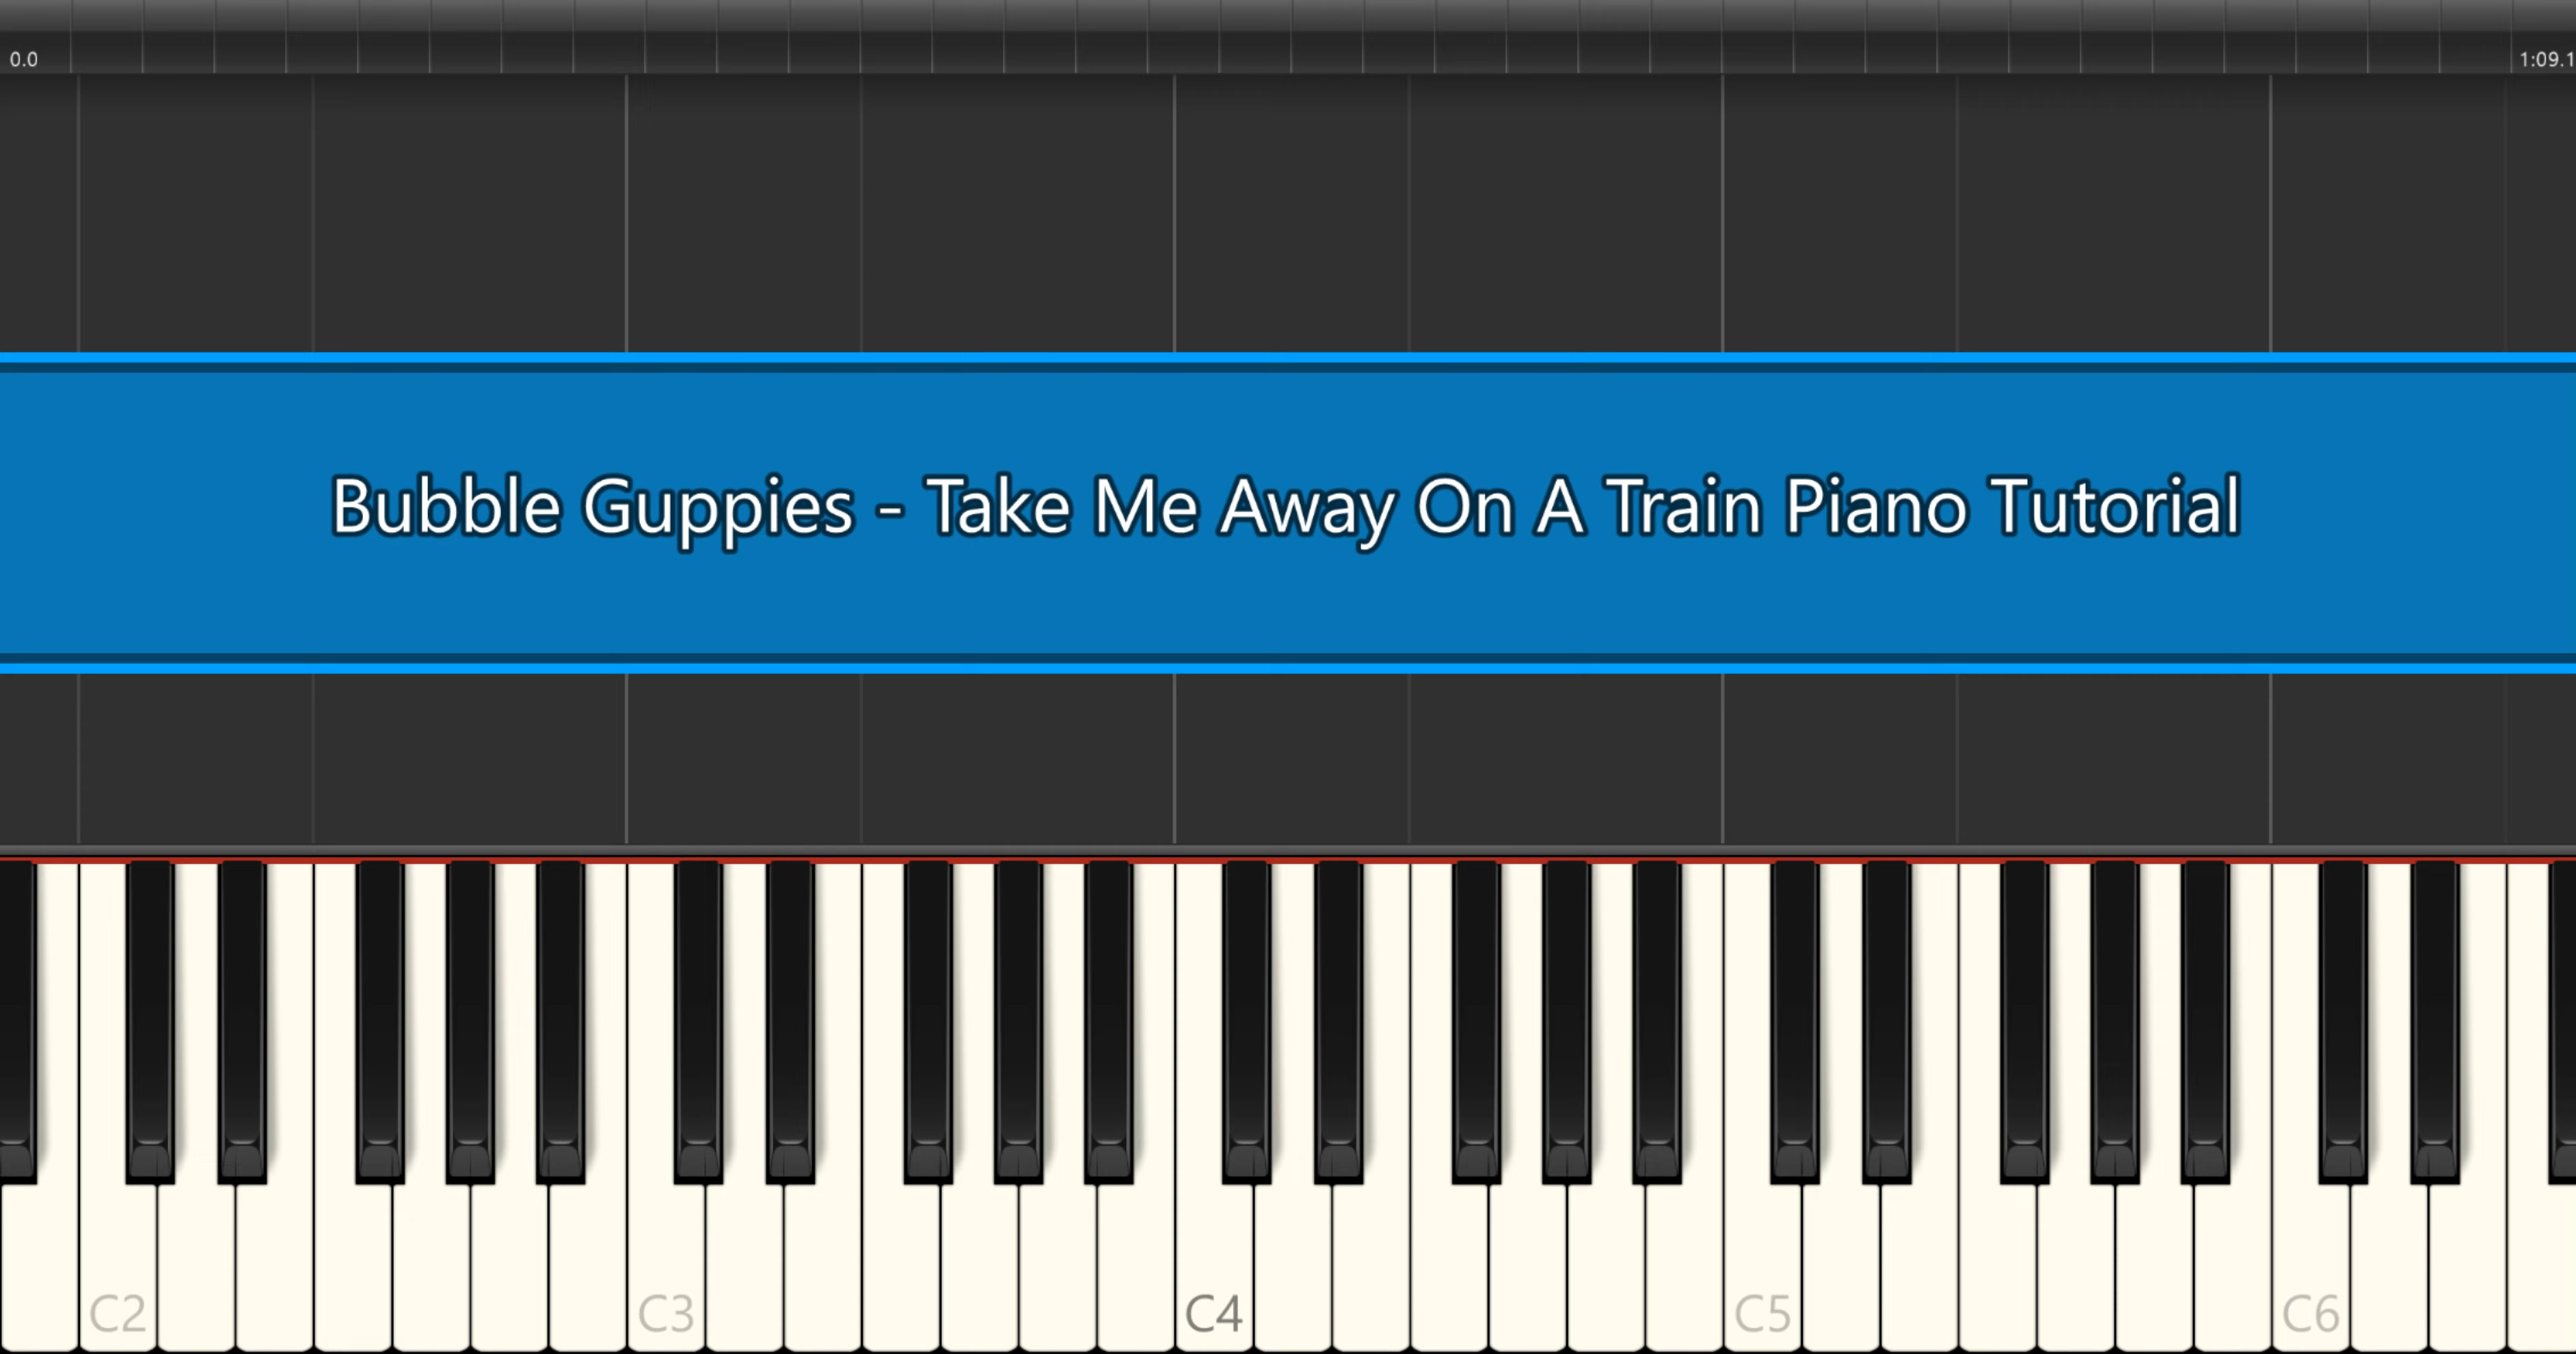 0.0
1:09.1
Bubble Guppies - Take Me Away On A Train Piano Tutorial
C2
C3
C4
C5
C6